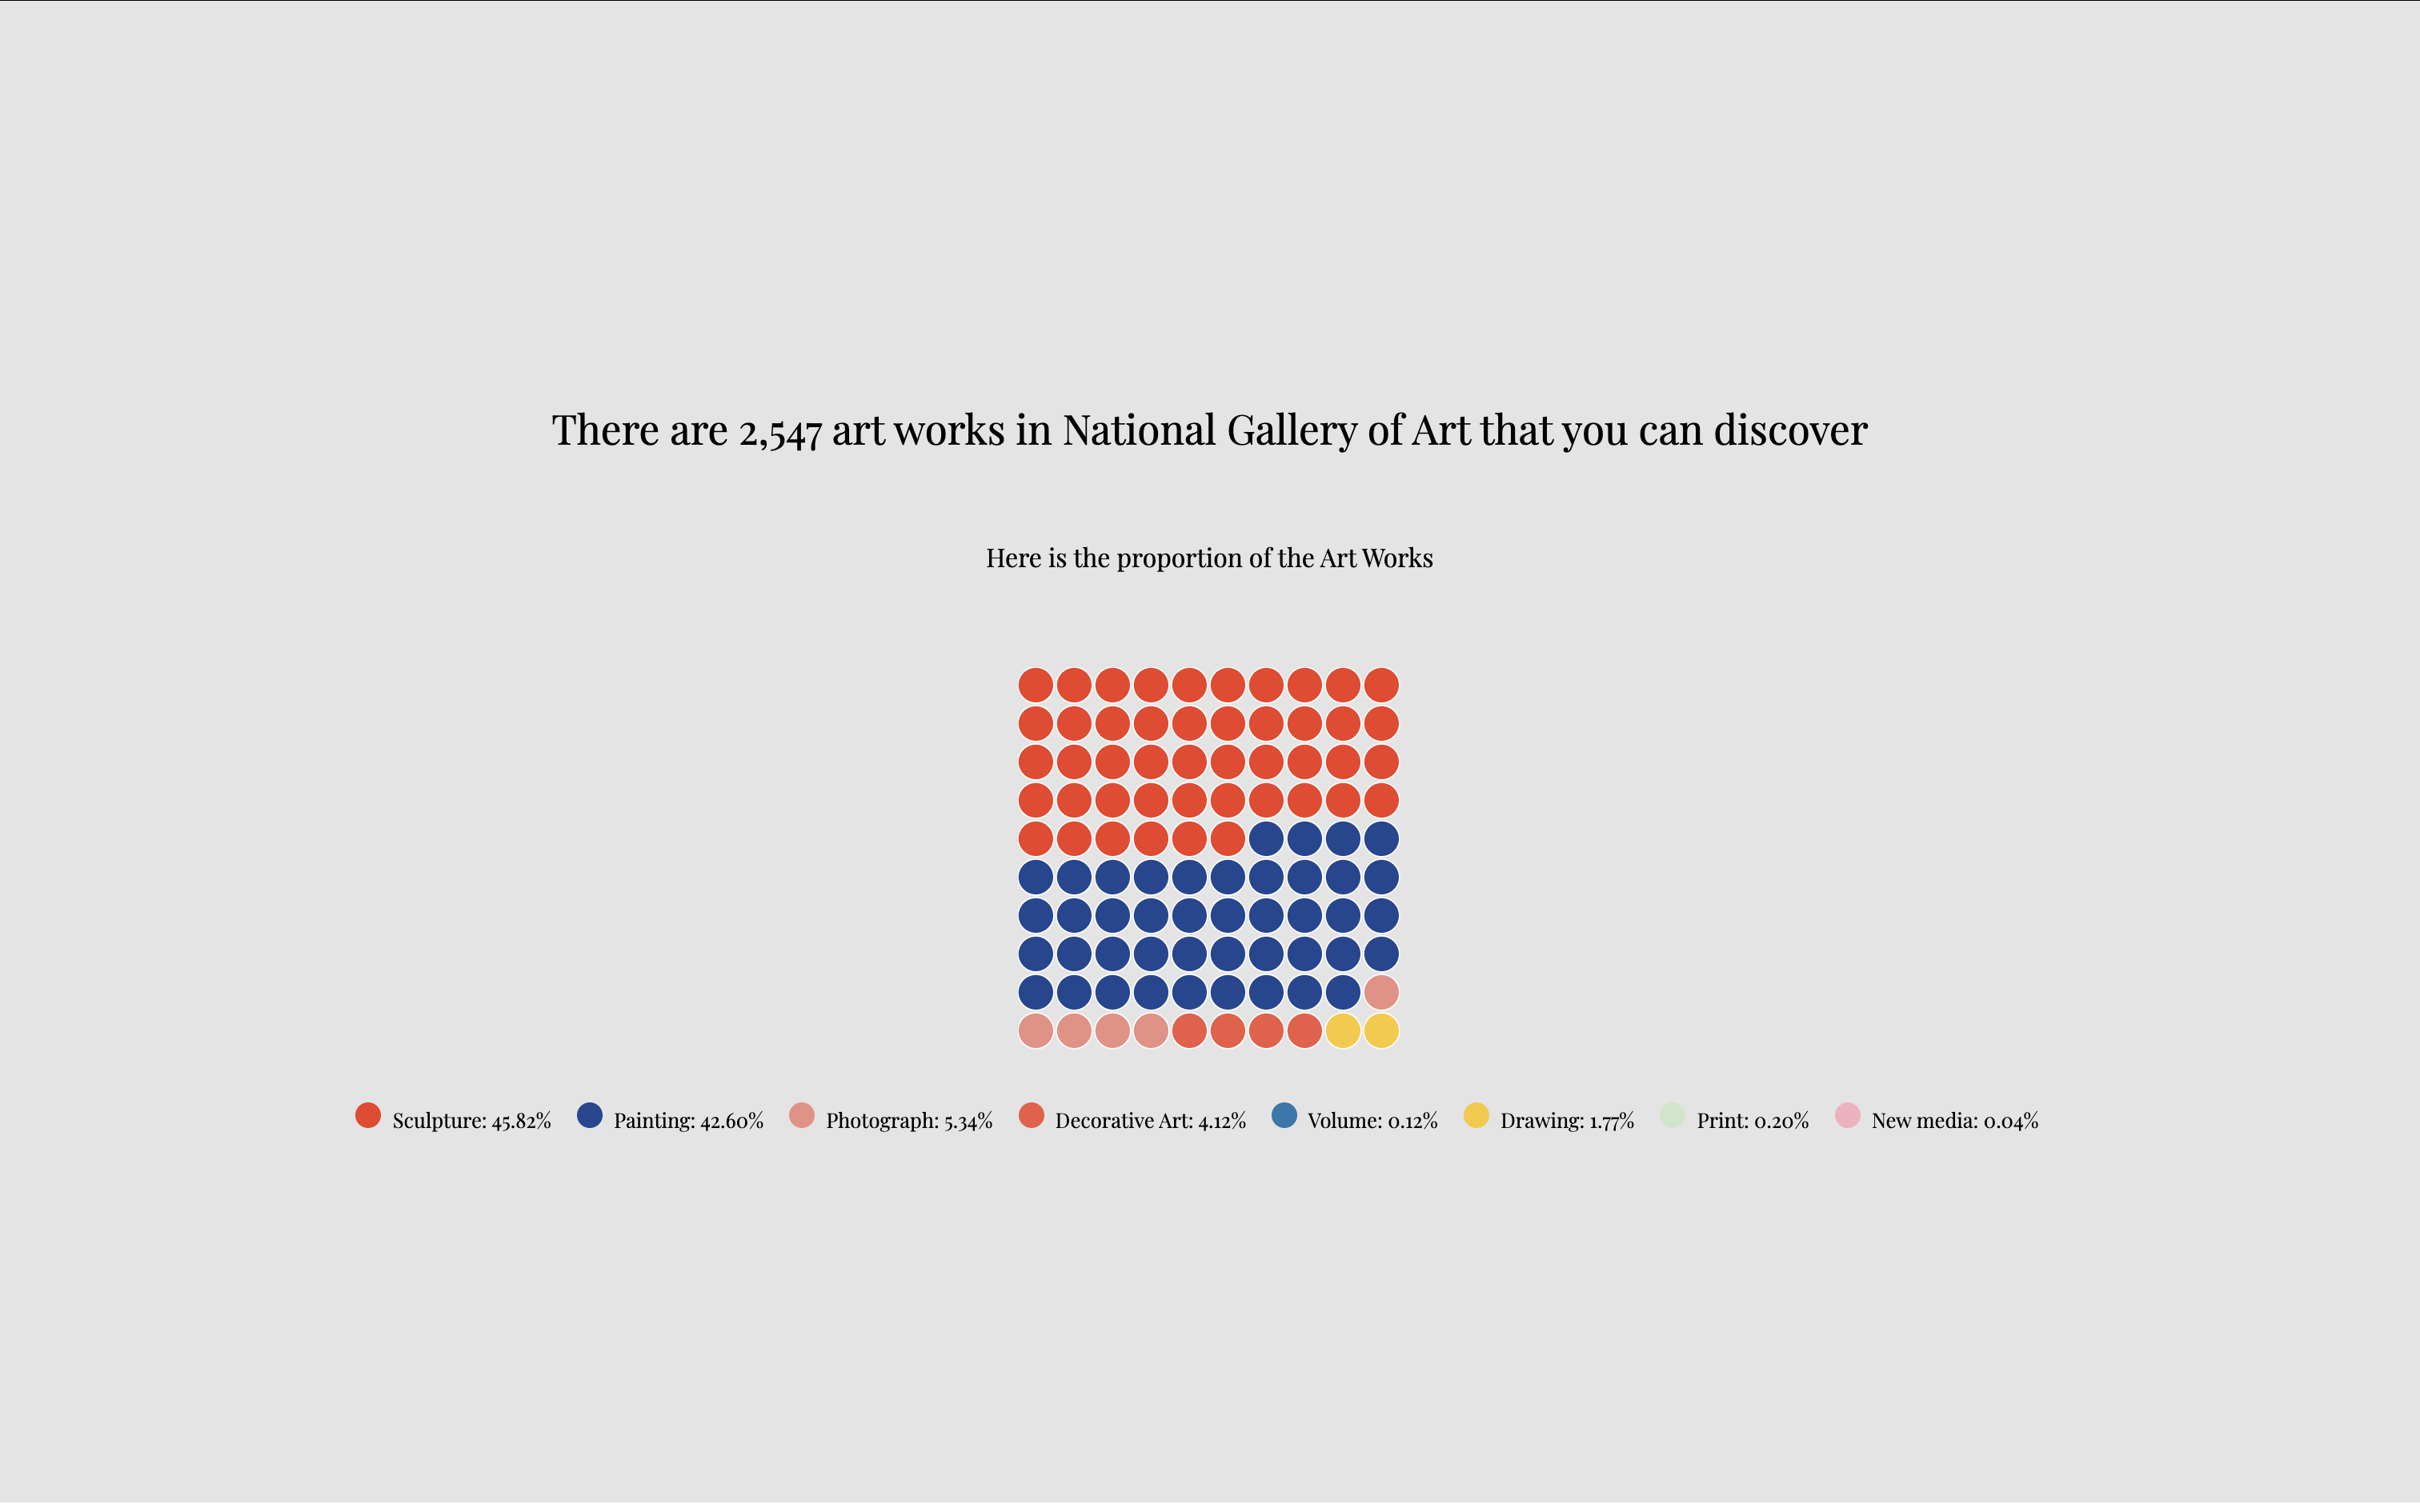 There are 2,547 art works in National Gallery of Art that you can discover
Here is the proportion of the Art Works
Sculpture: 45.82% Painting: 42.60% Photograph: 5.34% Decorative Art: 4.12% Volume: 0.12% Drawing: 1.77% Print: 0.20% New media: 0.04%